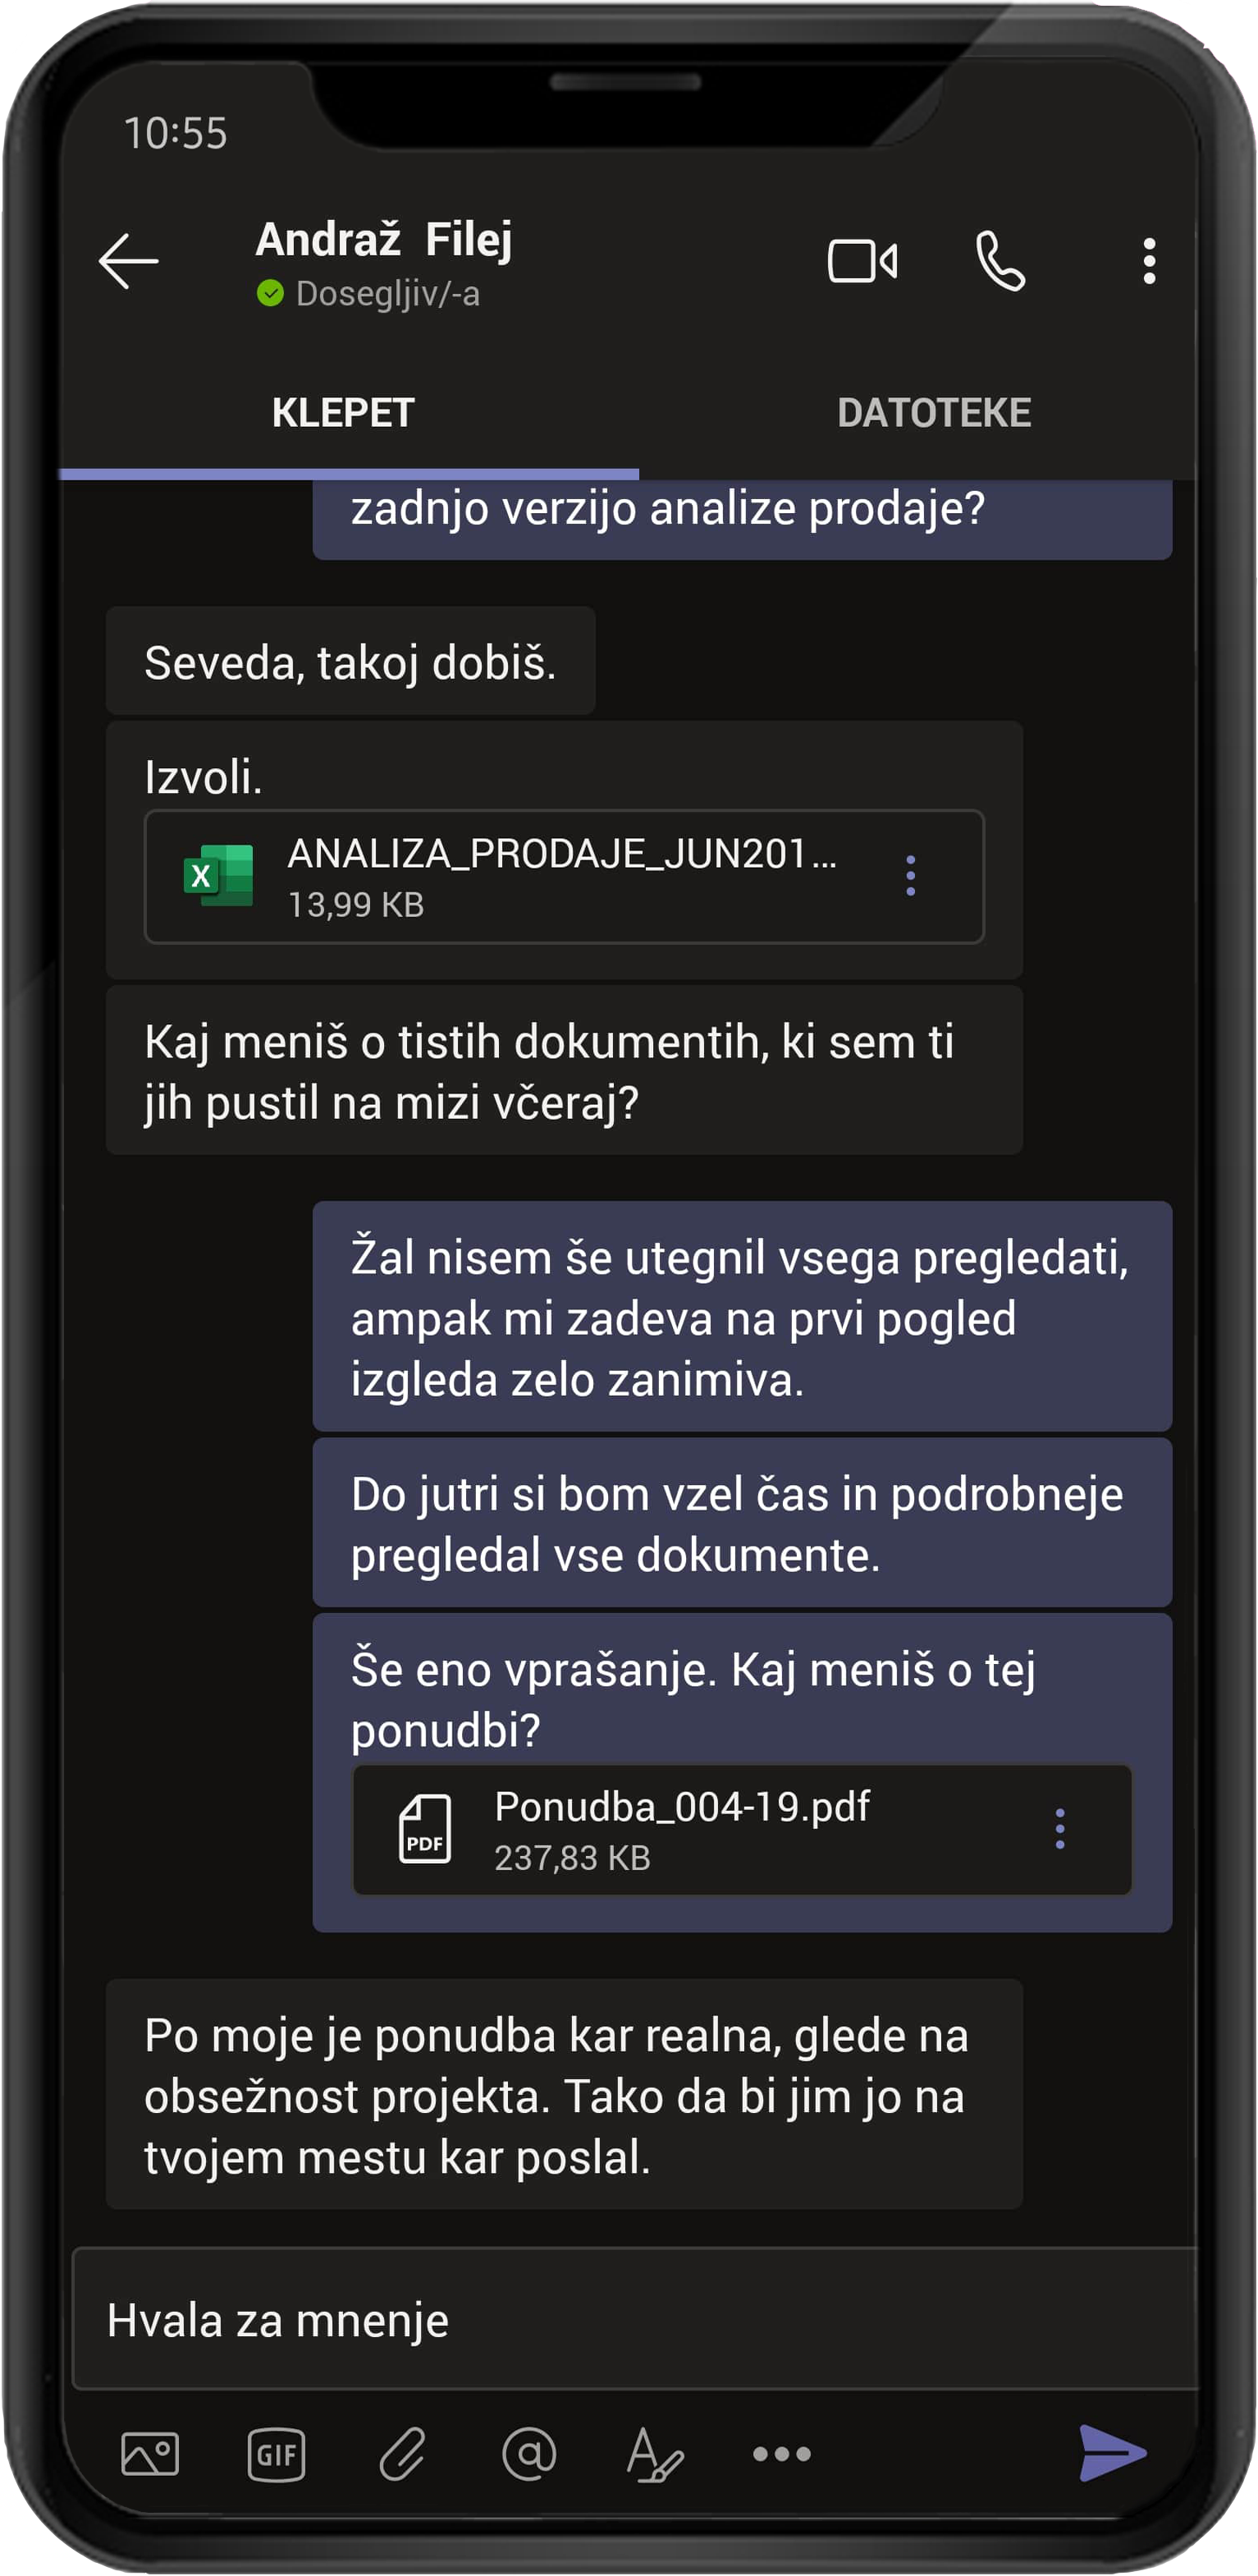 10:55
Andraž Filej
Dosegljiv/-a
KLEPET
DATOTEKE
zadnjo verzijo analize prodaje?
Seveda, takoj dobiš.
Izvoli.
X
ANALIZA_PRODAJE_JUN201...
13,99 KB
Kaj meniš o tistih dokumentih, ki sem ti
jih pustil na mizi včeraj?
Žal nisem še utegnil vsega pregledati,
ampak mi zadeva na prvi pogled
izgleda zelo zanimiva.
Do jutri si bom vzel čas in podrobneje
pregledal vse dokumente.
Še eno vprašanje. Kaj meniš o tej
ponudbi?
PDF
Ponudba_004-19.pdf
237,83 KB
Po moje je ponudba kar realna, glede na
obsežnost projekta. Tako da bi jim jo na
tvojem mestu kar poslal.
Hvala za mnenje
GIF